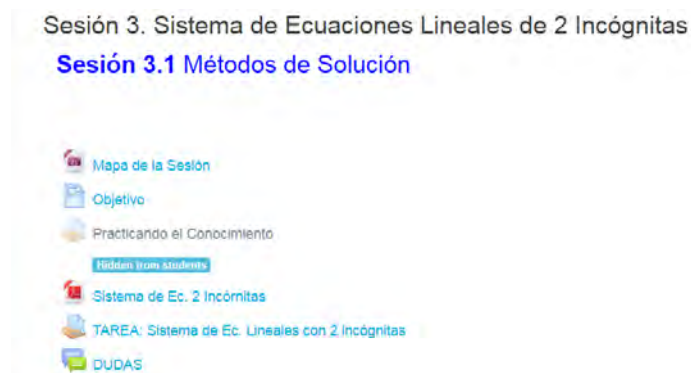 Sesión 3. Sistema de Ecuaciones Lineales de 2 Incógnitas
Sesión 3.1 Métodos de Solución
Mapa de la Sesión
Objetivo
Practicando el Conocimiento
Hidden from students
Sistema de Ec. 2 Incórnitas
TAREA: Sistema de Ec. Lineales con 2 Incógnitas
DUDAS